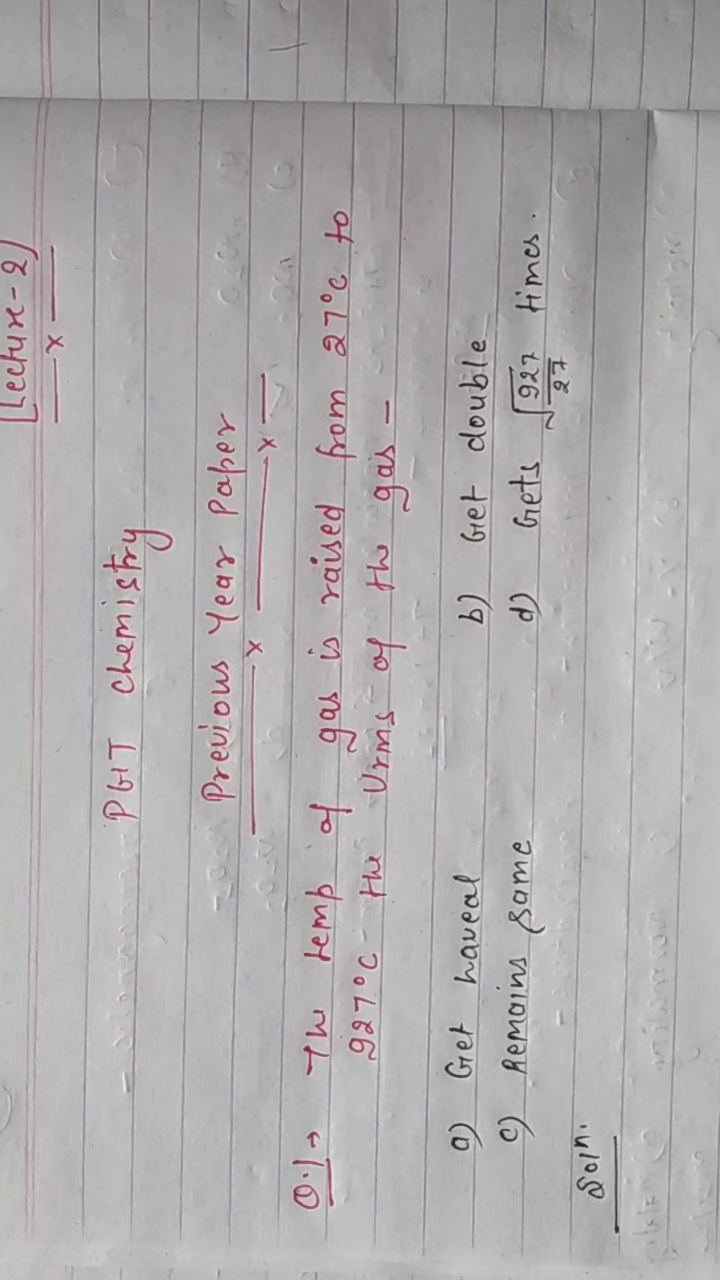 [Lecture-2]
PGT chemistry
Previous Year Paper
Q.1→ The temp of gas is raised from 27°C to
927°C the Vrms of the gas –
a) Get haveal b) Get double
c) Remains same d) Gets √927/27 times.
Soln.